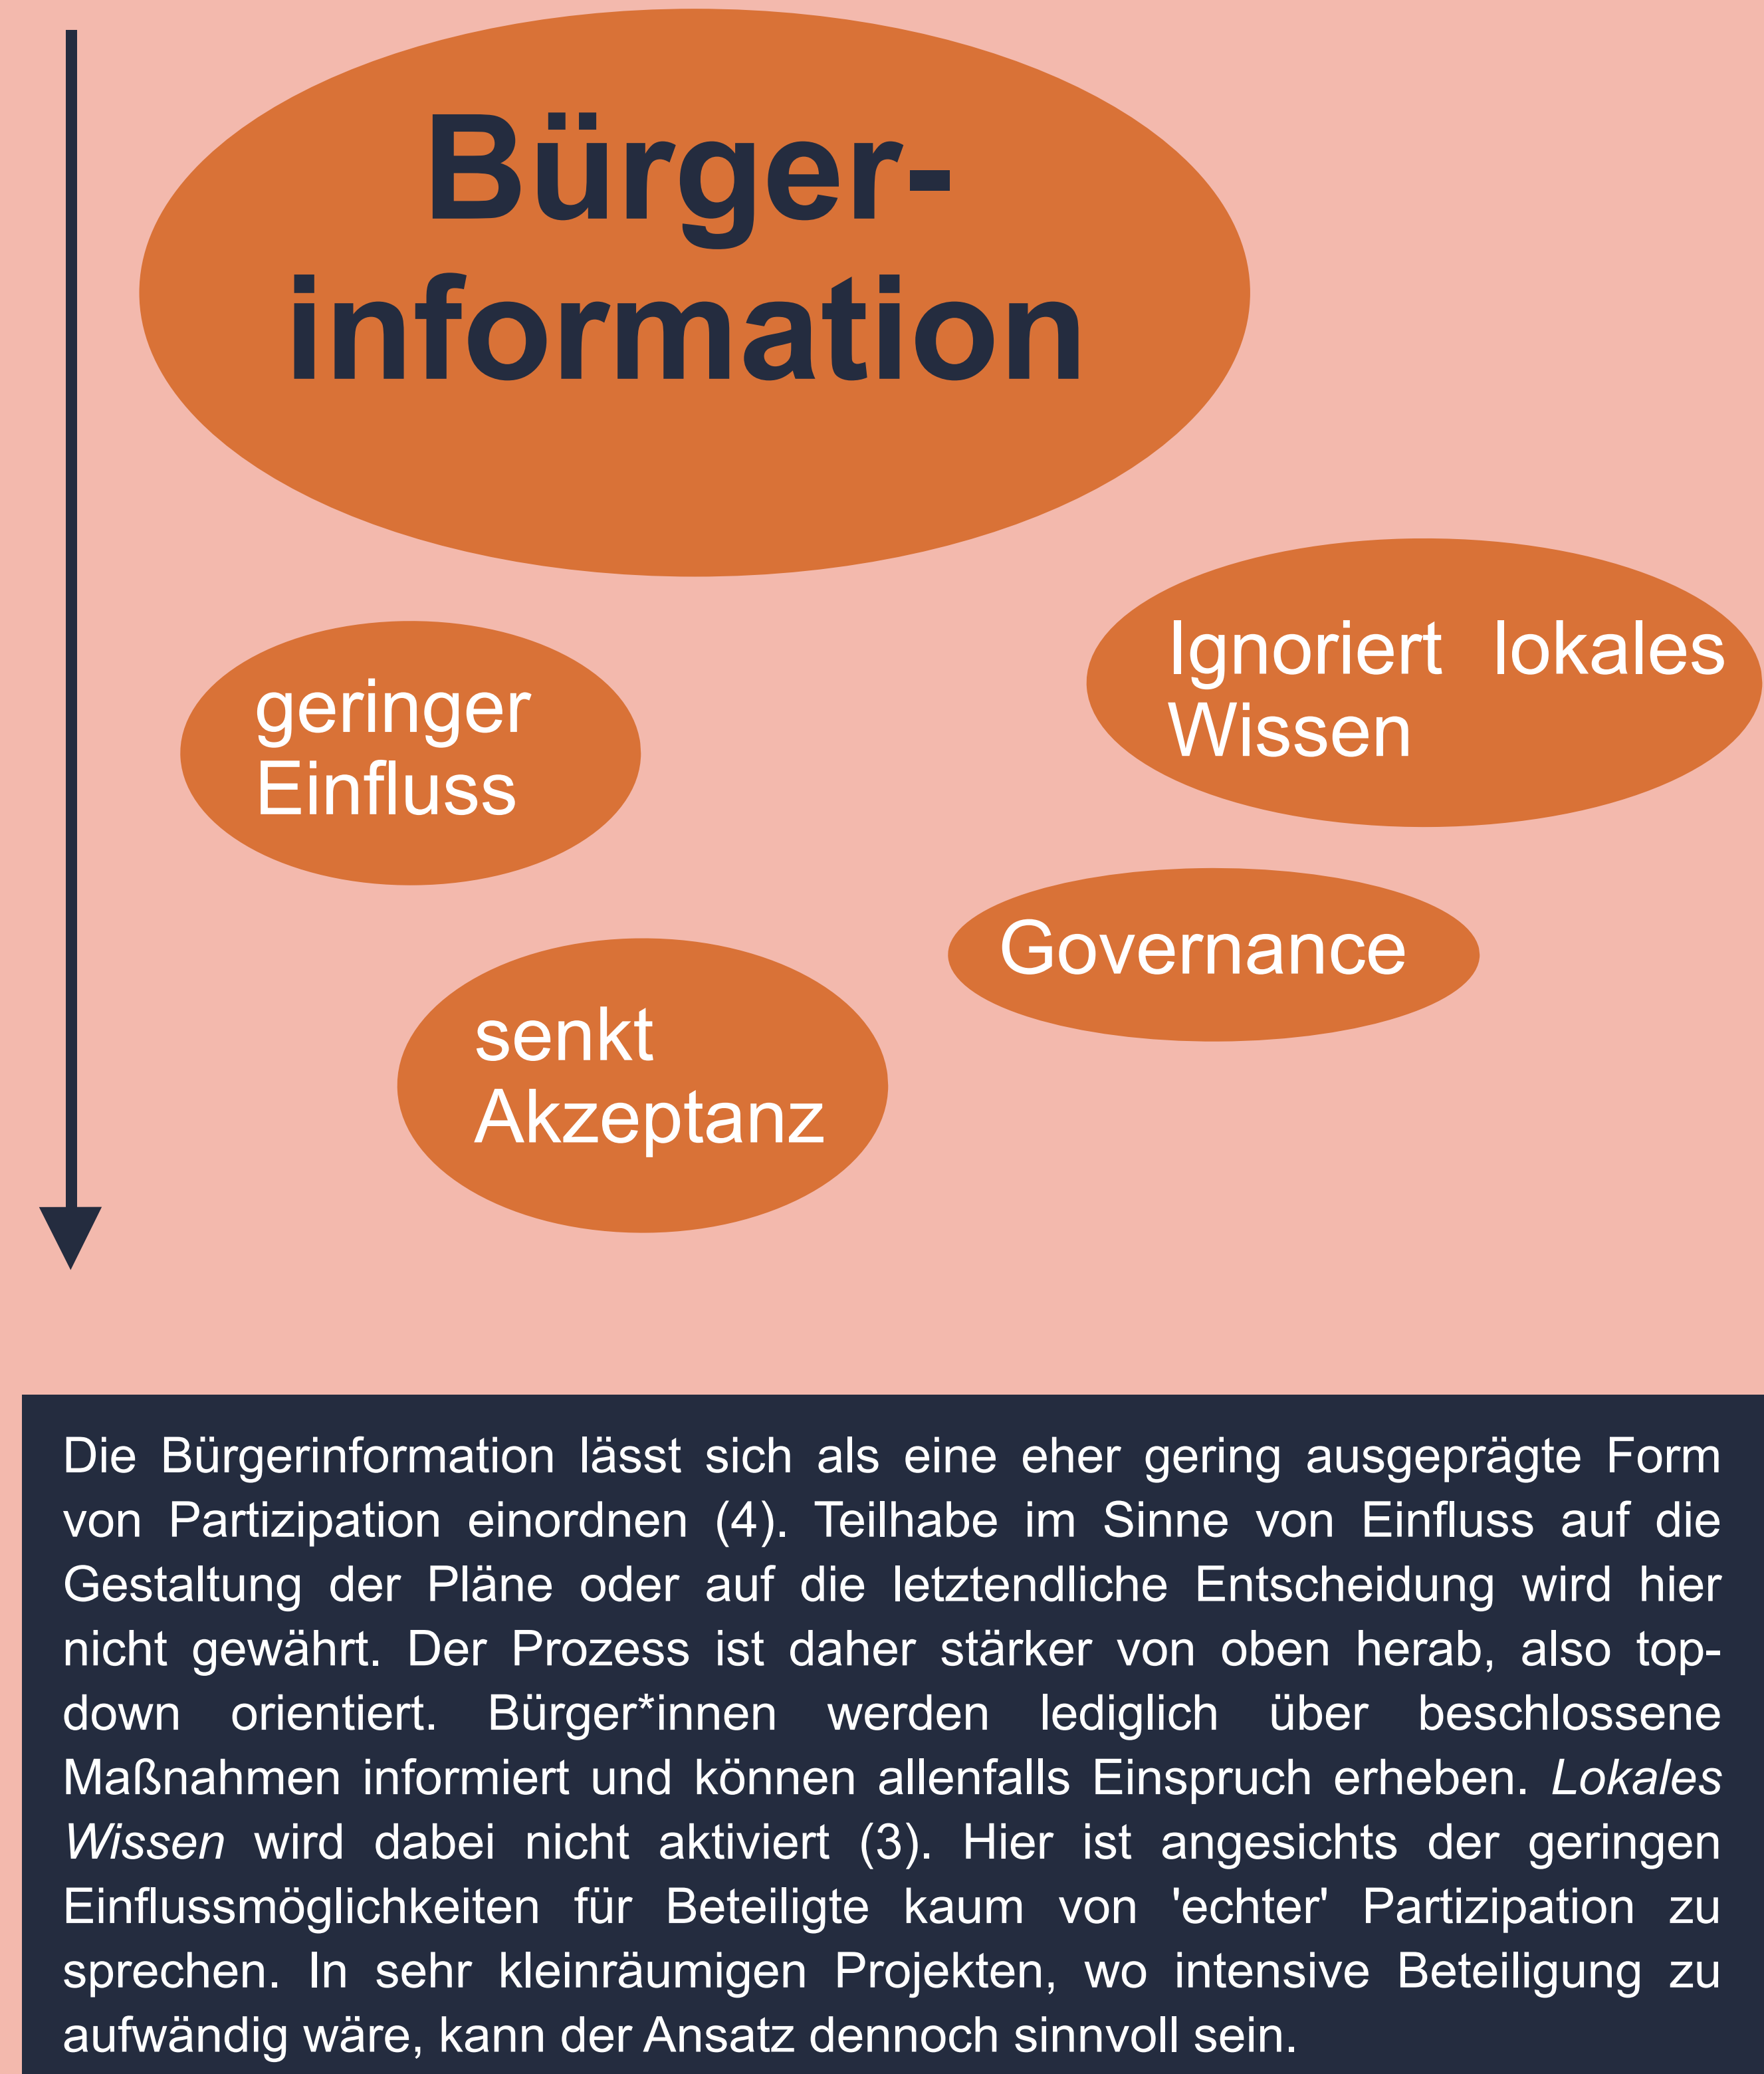 Bürger-
information
geringer
Einfluss
Ignoriert lokales
Wissen
Governance
senkt
Akzeptanz
Die Bürgerinformation lässt sich als eine eher gering ausgeprägte Form
von Partizipation einordnen (4). Teilhabe im Sinne von Einfluss auf die
Gestaltung der Pläne oder auf die letztendliche Entscheidung wird hier
nicht gewährt. Der Prozess ist daher stärker von oben herab, also top-
down orientiert. Bürger*innen werden lediglich über beschlossene
Maßnahmen informiert und können allenfalls Einspruch erheben. Lokales
Wissen wird dabei nicht aktiviert (3). Hier ist angesichts der geringen
Einflussmöglichkeiten für Beteiligte kaum von 'echter' Partizipation zu
sprechen. In sehr kleinräumigen Projekten, wo intensive Beteiligung zu
aufwändig wäre, kann der Ansatz dennoch sinnvoll sein.